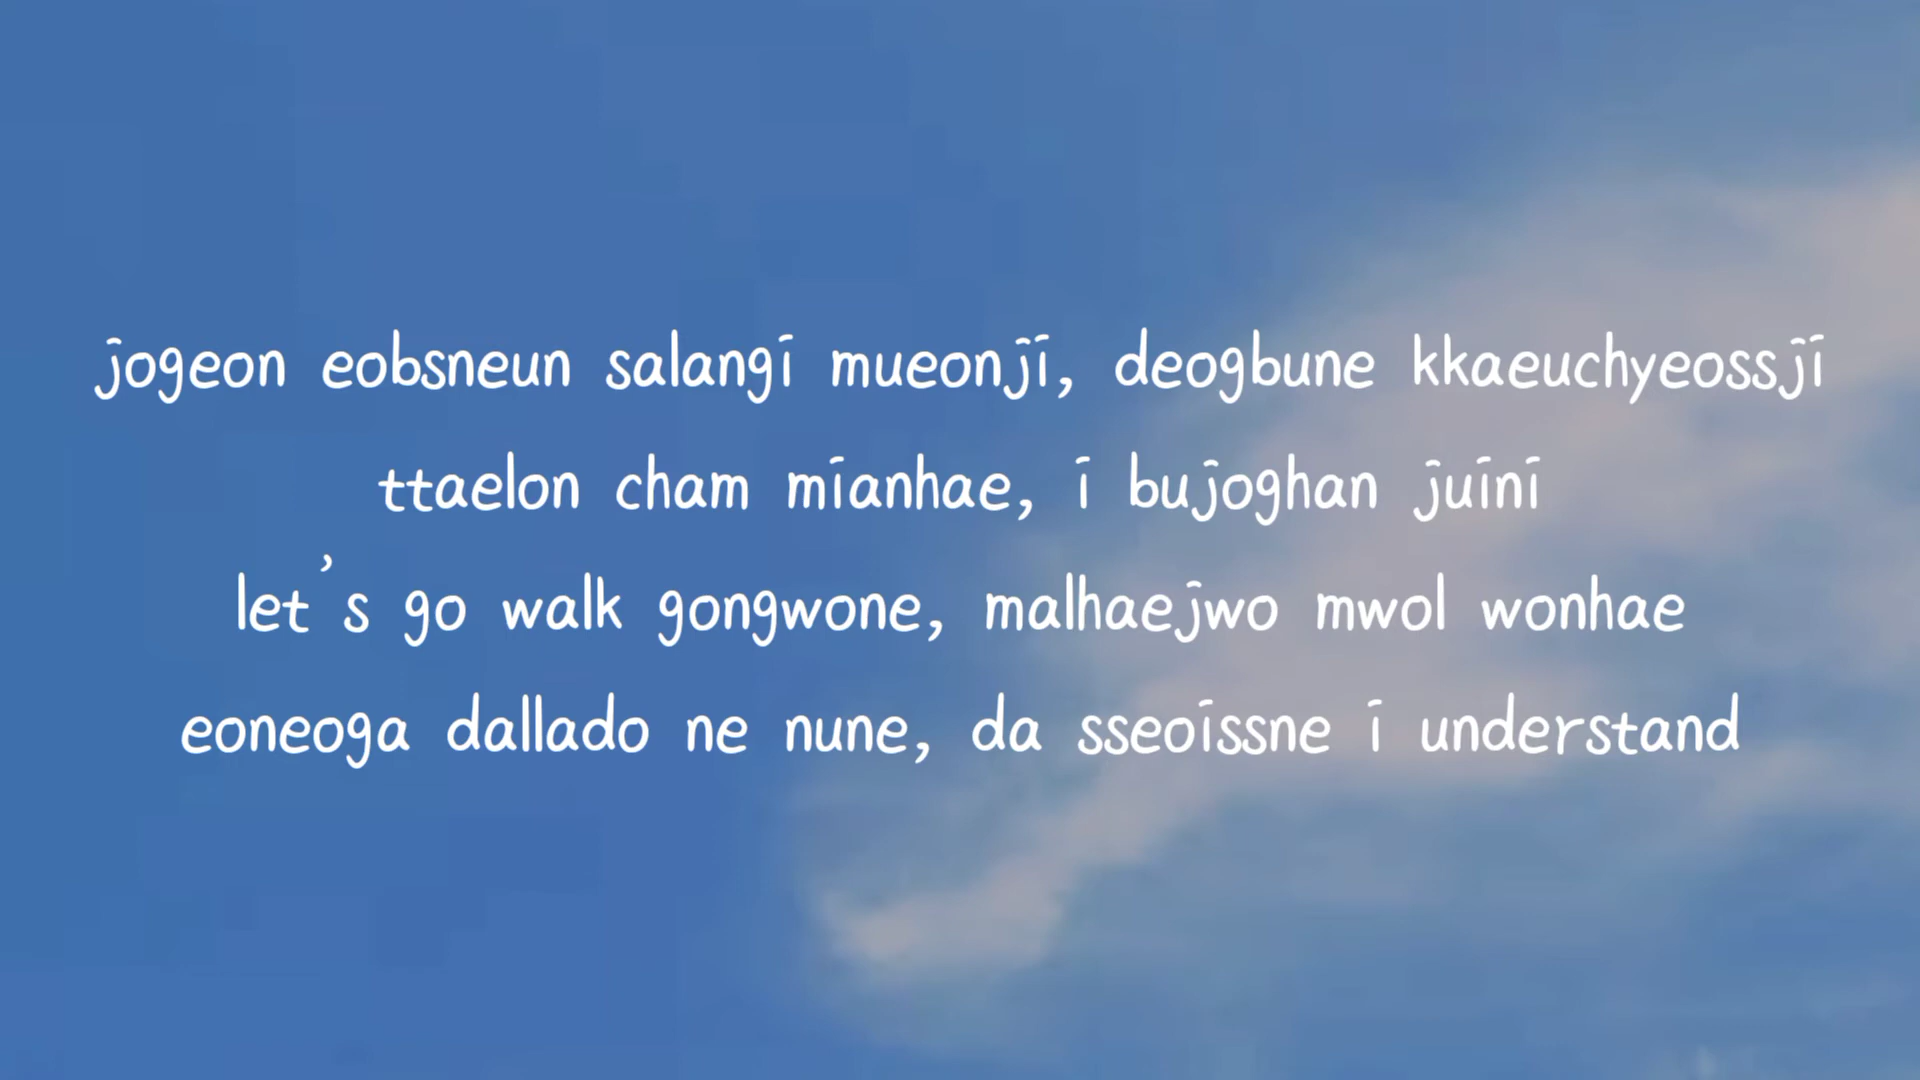 jogeon eobsneun salangi mueonji, deogbune kkaeuchyeossji
ttaelon cham mianhae, i bujoghan juini
let's go walk gongwone, malhaejwo mwol wonhae
eoneoga dallado ne nune, da sseoissne i understand